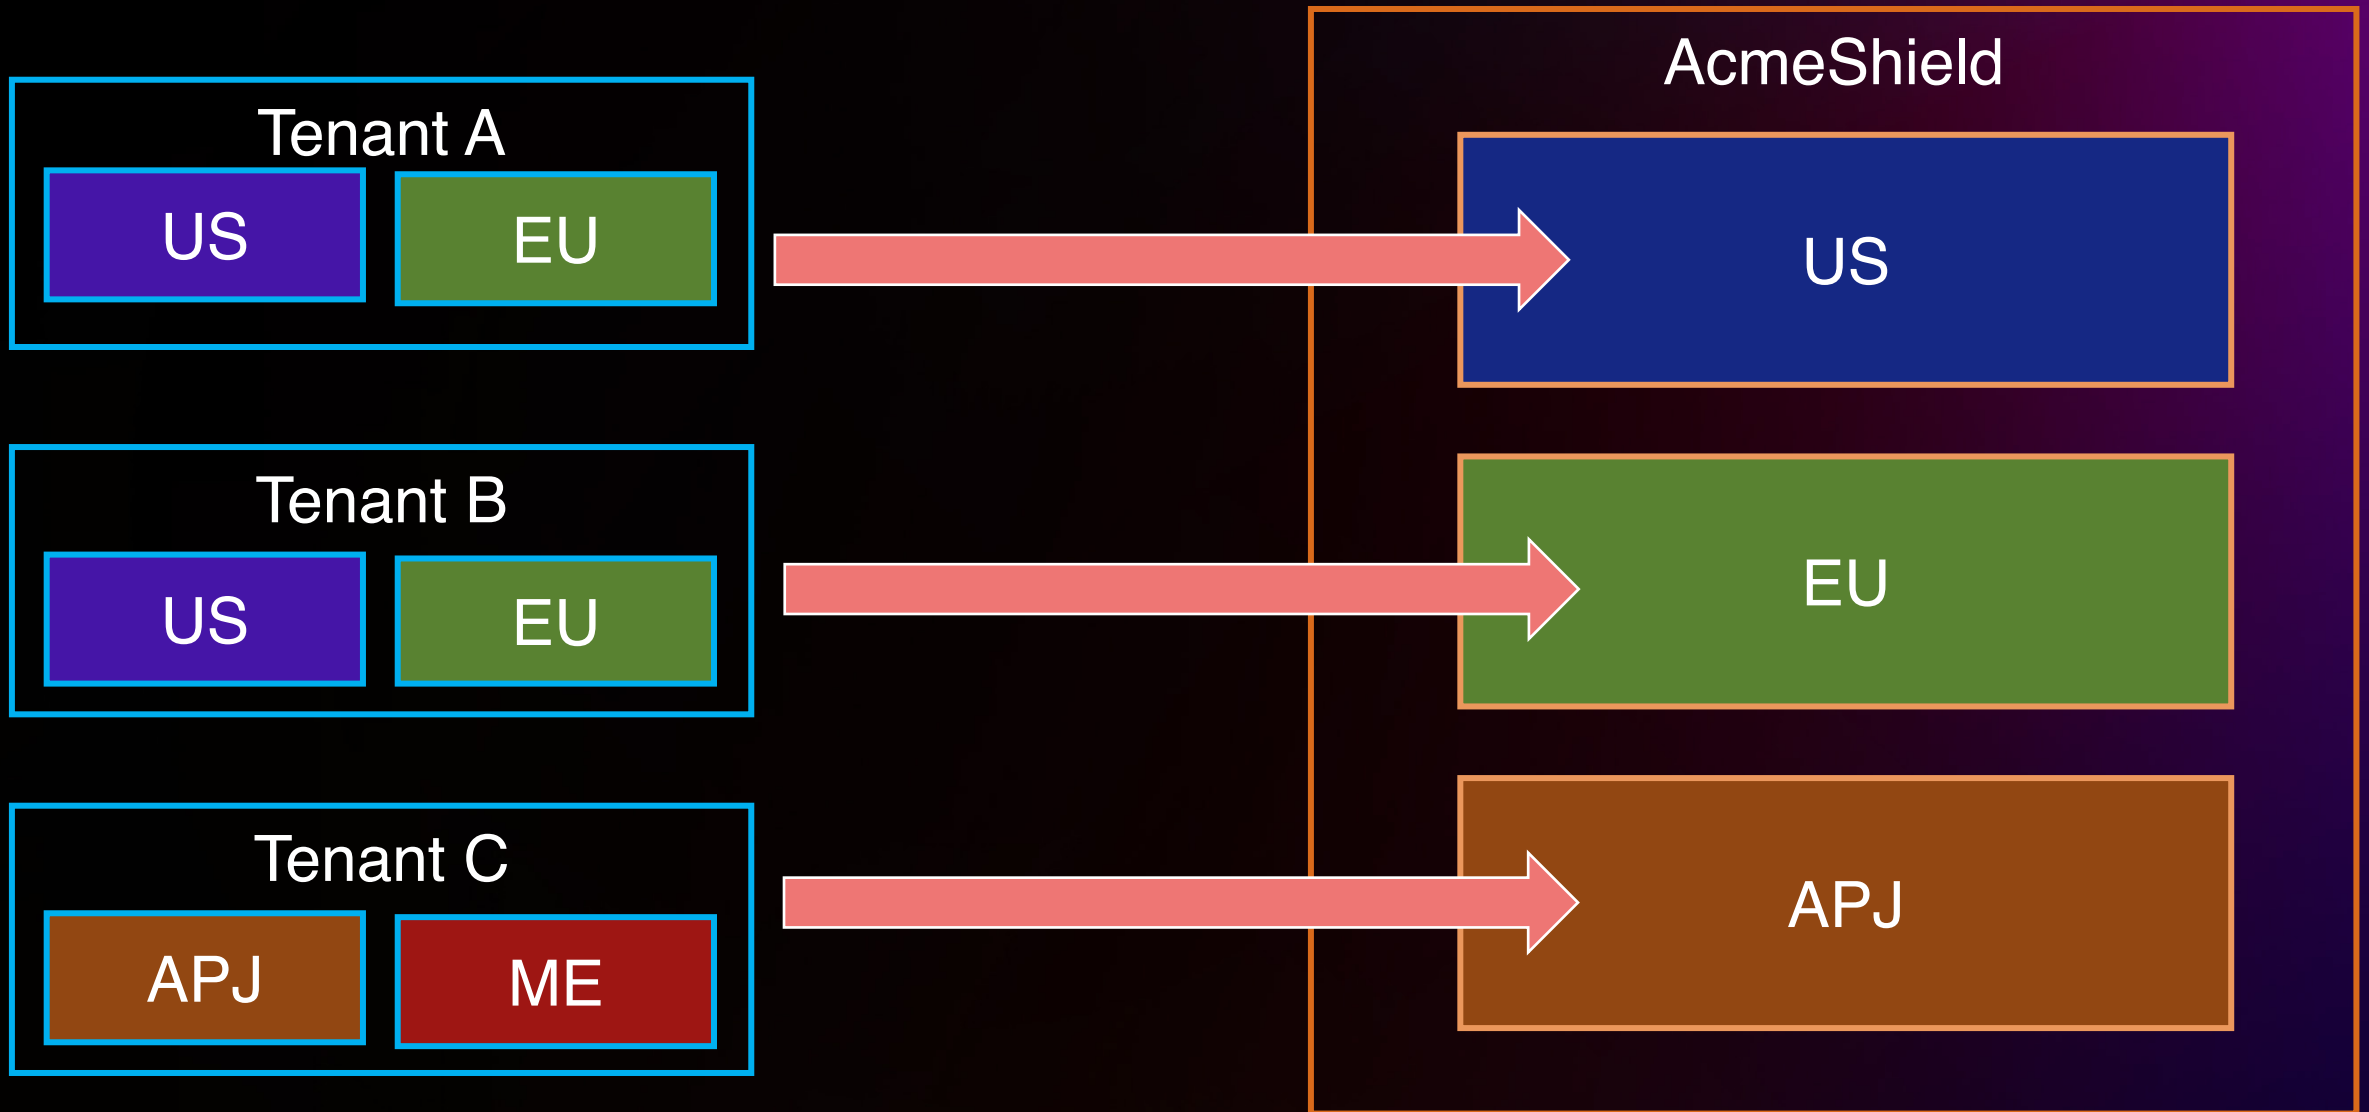 Tenant A
US
EU
Tenant B
US
EU
Tenant C
APJ
ME
AcmeShield
US
EU
APJ